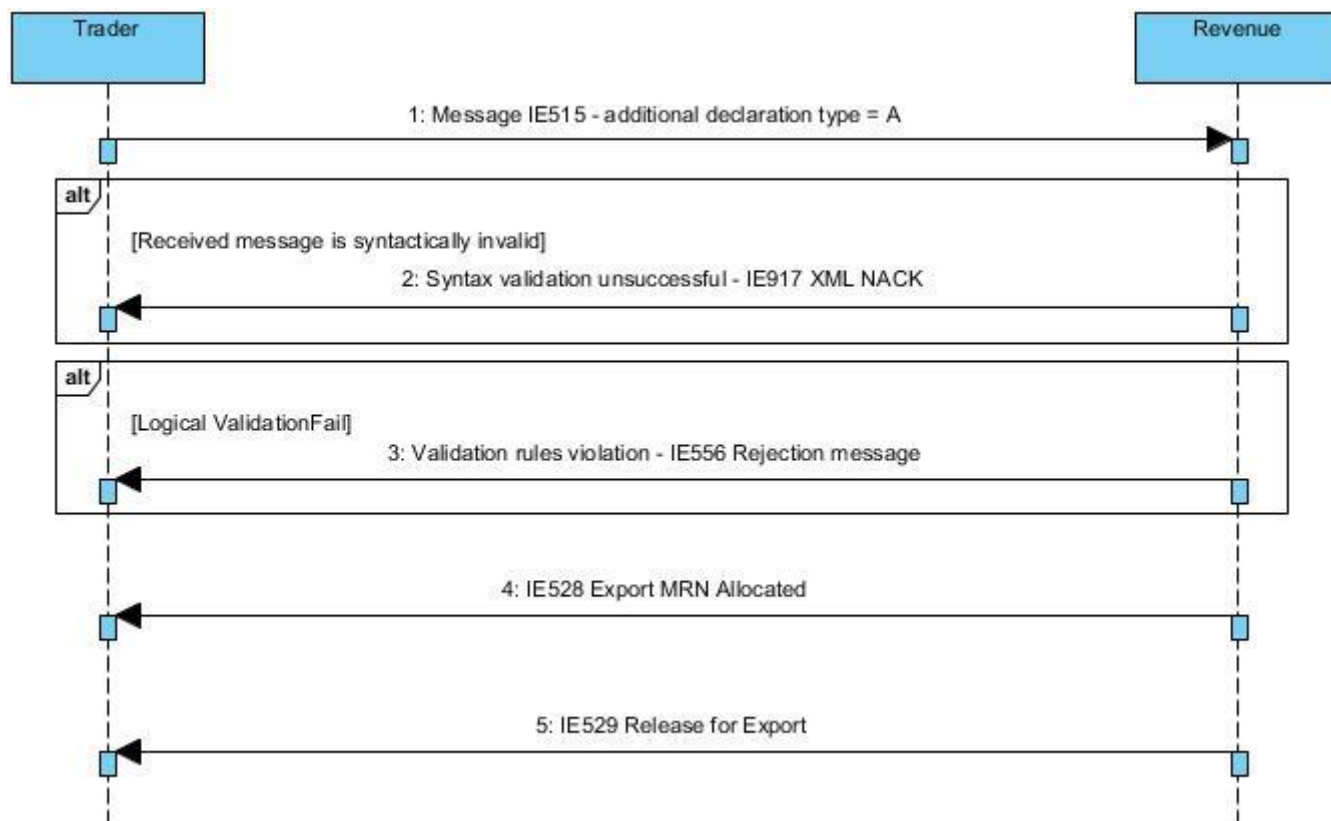 Trader
Revenue
1: Message IE515 - additional declaration type = A
alt
[Received message is syntactically invalid]
2: Syntax validation unsuccessful - IE917 XML NACK
alt
[Logical ValidationFail]
3: Validation rules violation - IE556 Rejection message
4: IE528 Export MRN Allocated
5: IE529 Release for Export